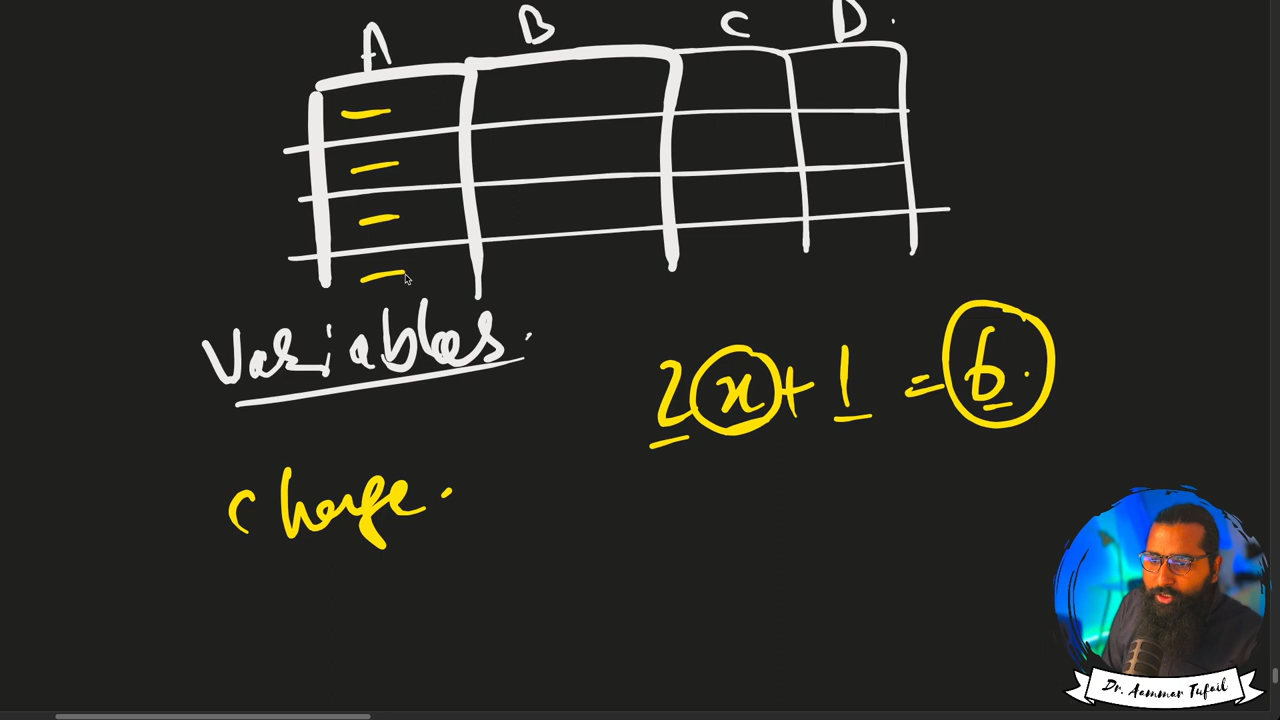 A B C D.
Variables.
2x + 1 = 6.
Change.
Dr. Aammar Tufail